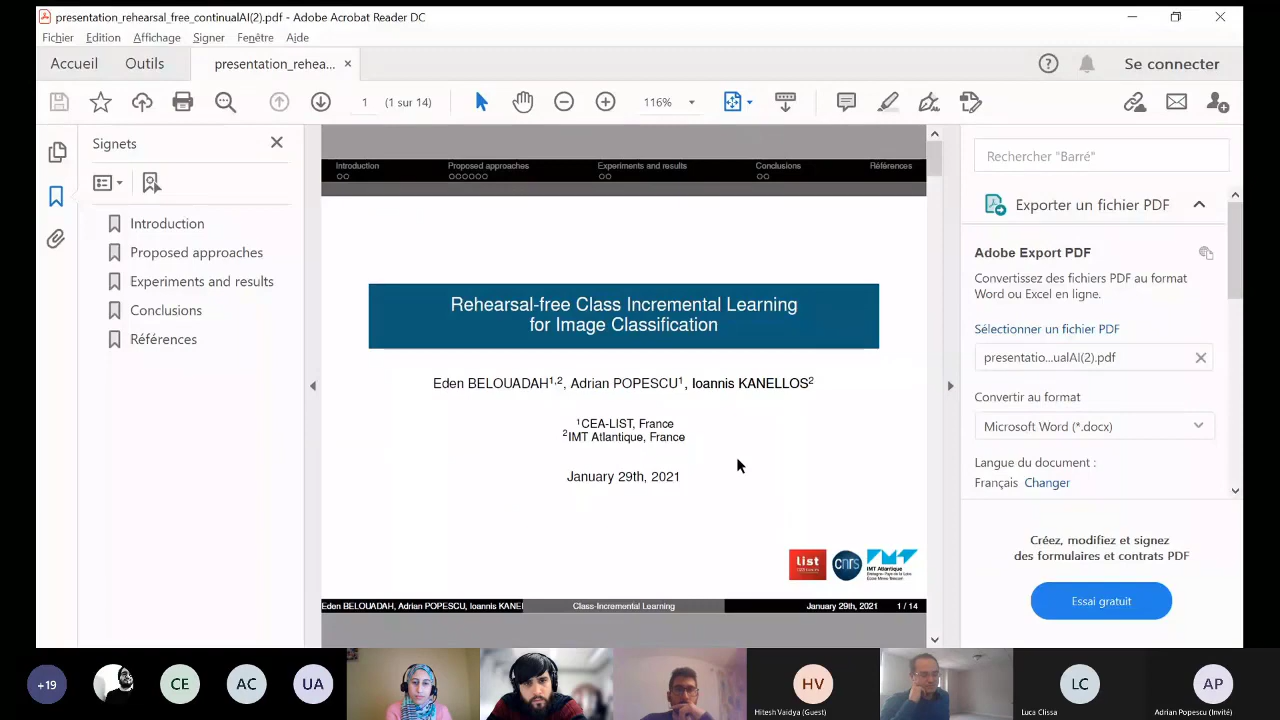 presentation_rehearsal_free_continualAI(2).pdf - Adobe Acrobat Reader DC
Fichier Edition Affichage Signer Fenêtre Aide
Accueil Outils presentation_rehea... × Se connecter
1 (1 sur 14) 116%
Signets
Introduction
Proposed approaches
Experiments and results
Conclusions
Références
Introduction Proposed approaches Experiments and results Conclusions Références
Rehearsal-free Class Incremental Learning
for Image Classification
Eden BELOUADAH1,2, Adrian POPESCU1, Ioannis KANELLOS2
1CEA-LIST, France
2IMT Atlantique, France
January 29th, 2021
list
cnrs
IMT Atlantique
Eden BELOUADAH, Adrian POPESCU, Ioannis KANEL Class-Incremental Learning January 29th, 2021 1 / 14
Rechercher "Barré"
Exporter un fichier PDF
Adobe Export PDF
Convertissez des fichiers PDF au format
Word ou Excel en ligne.
Sélectionner un fichier PDF
presentatio...ualAI(2).pdf
Convertir au format
Microsoft Word (*.docx)
Langue du document :
Français Changer
Créez, modifiez et signez
des formulaires et contrats PDF
Essai gratuit
+19 CE AC UA HV LC AP
Hitesh Vaidya (Guest) Luca Clissa Adrian Popescu (Invité)